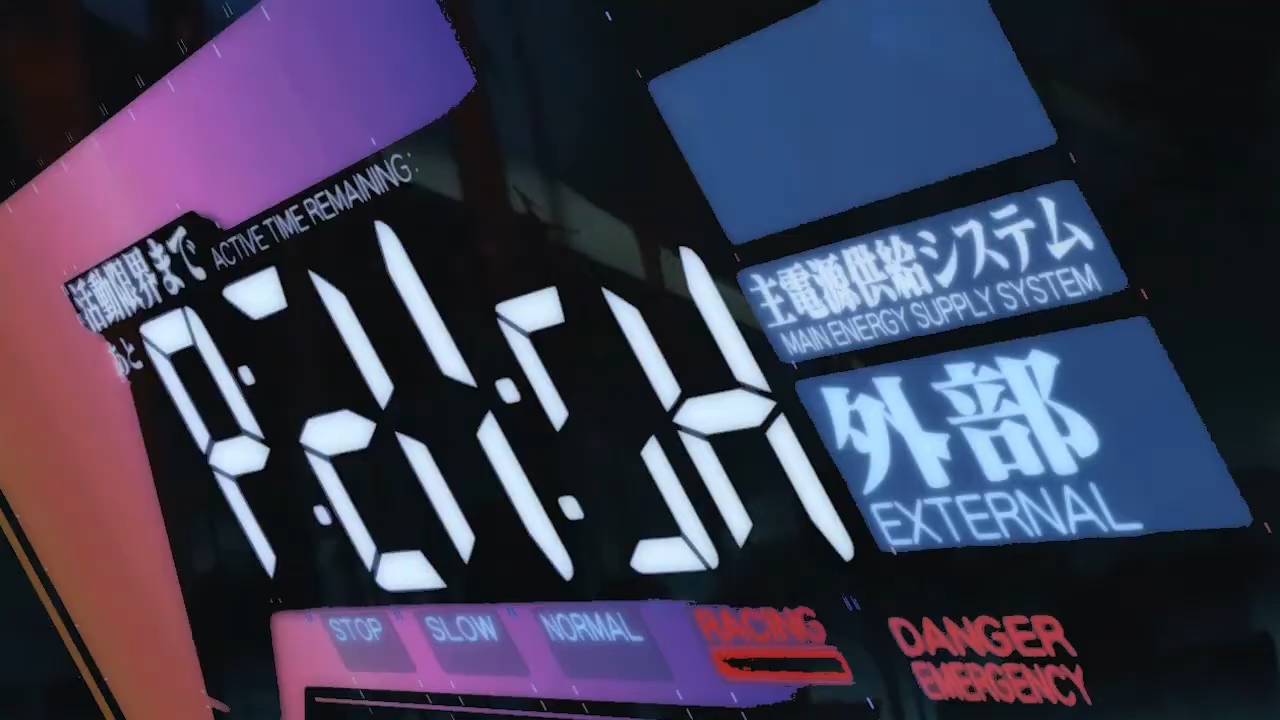 活動限界まで
ACTIVE TIME REMAINING:
あと
主電源供給システム
MAIN ENERGY SUPPLY SYSTEM
外部
EXTERNAL
STOP SLOW NORMAL RACING
DANGER
EMERGENCY